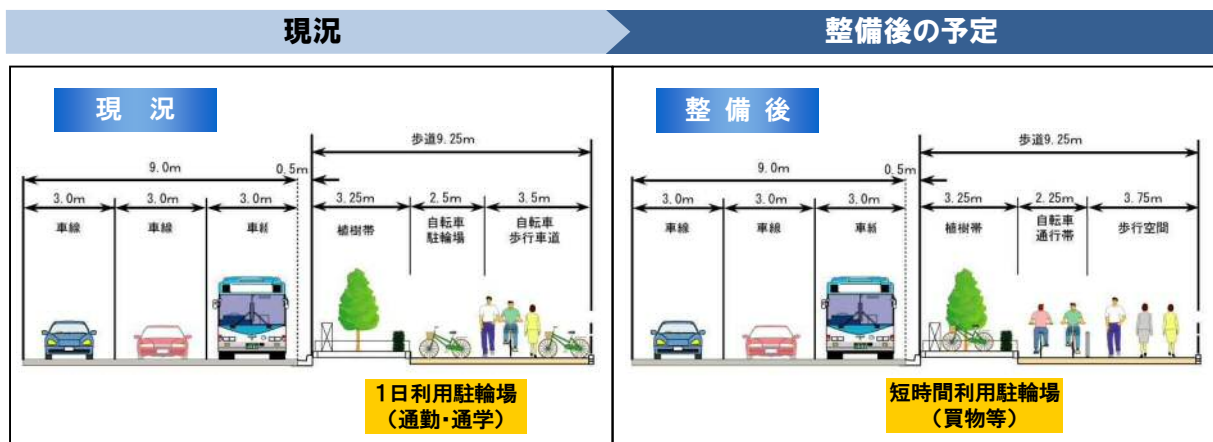 現況
整備後の予定
現 況
歩道9.25m
9.0m
0.5m
3.0m
3.0m
3.0m
3.25m
2.5m
3.5m
車線
車線
車線
植樹帯
自転車
駐輪場
自転車
歩行車道
1日利用駐輪場
（通勤・通学）
整 備 後
歩道9.25m
9.0m
0.5m
3.0m
3.0m
3.0m
3.25m
2.25m
3.75m
車線
車線
車線
植樹帯
自転車
通行帯
歩行空間
短時間利用駐輪場
（買物等）